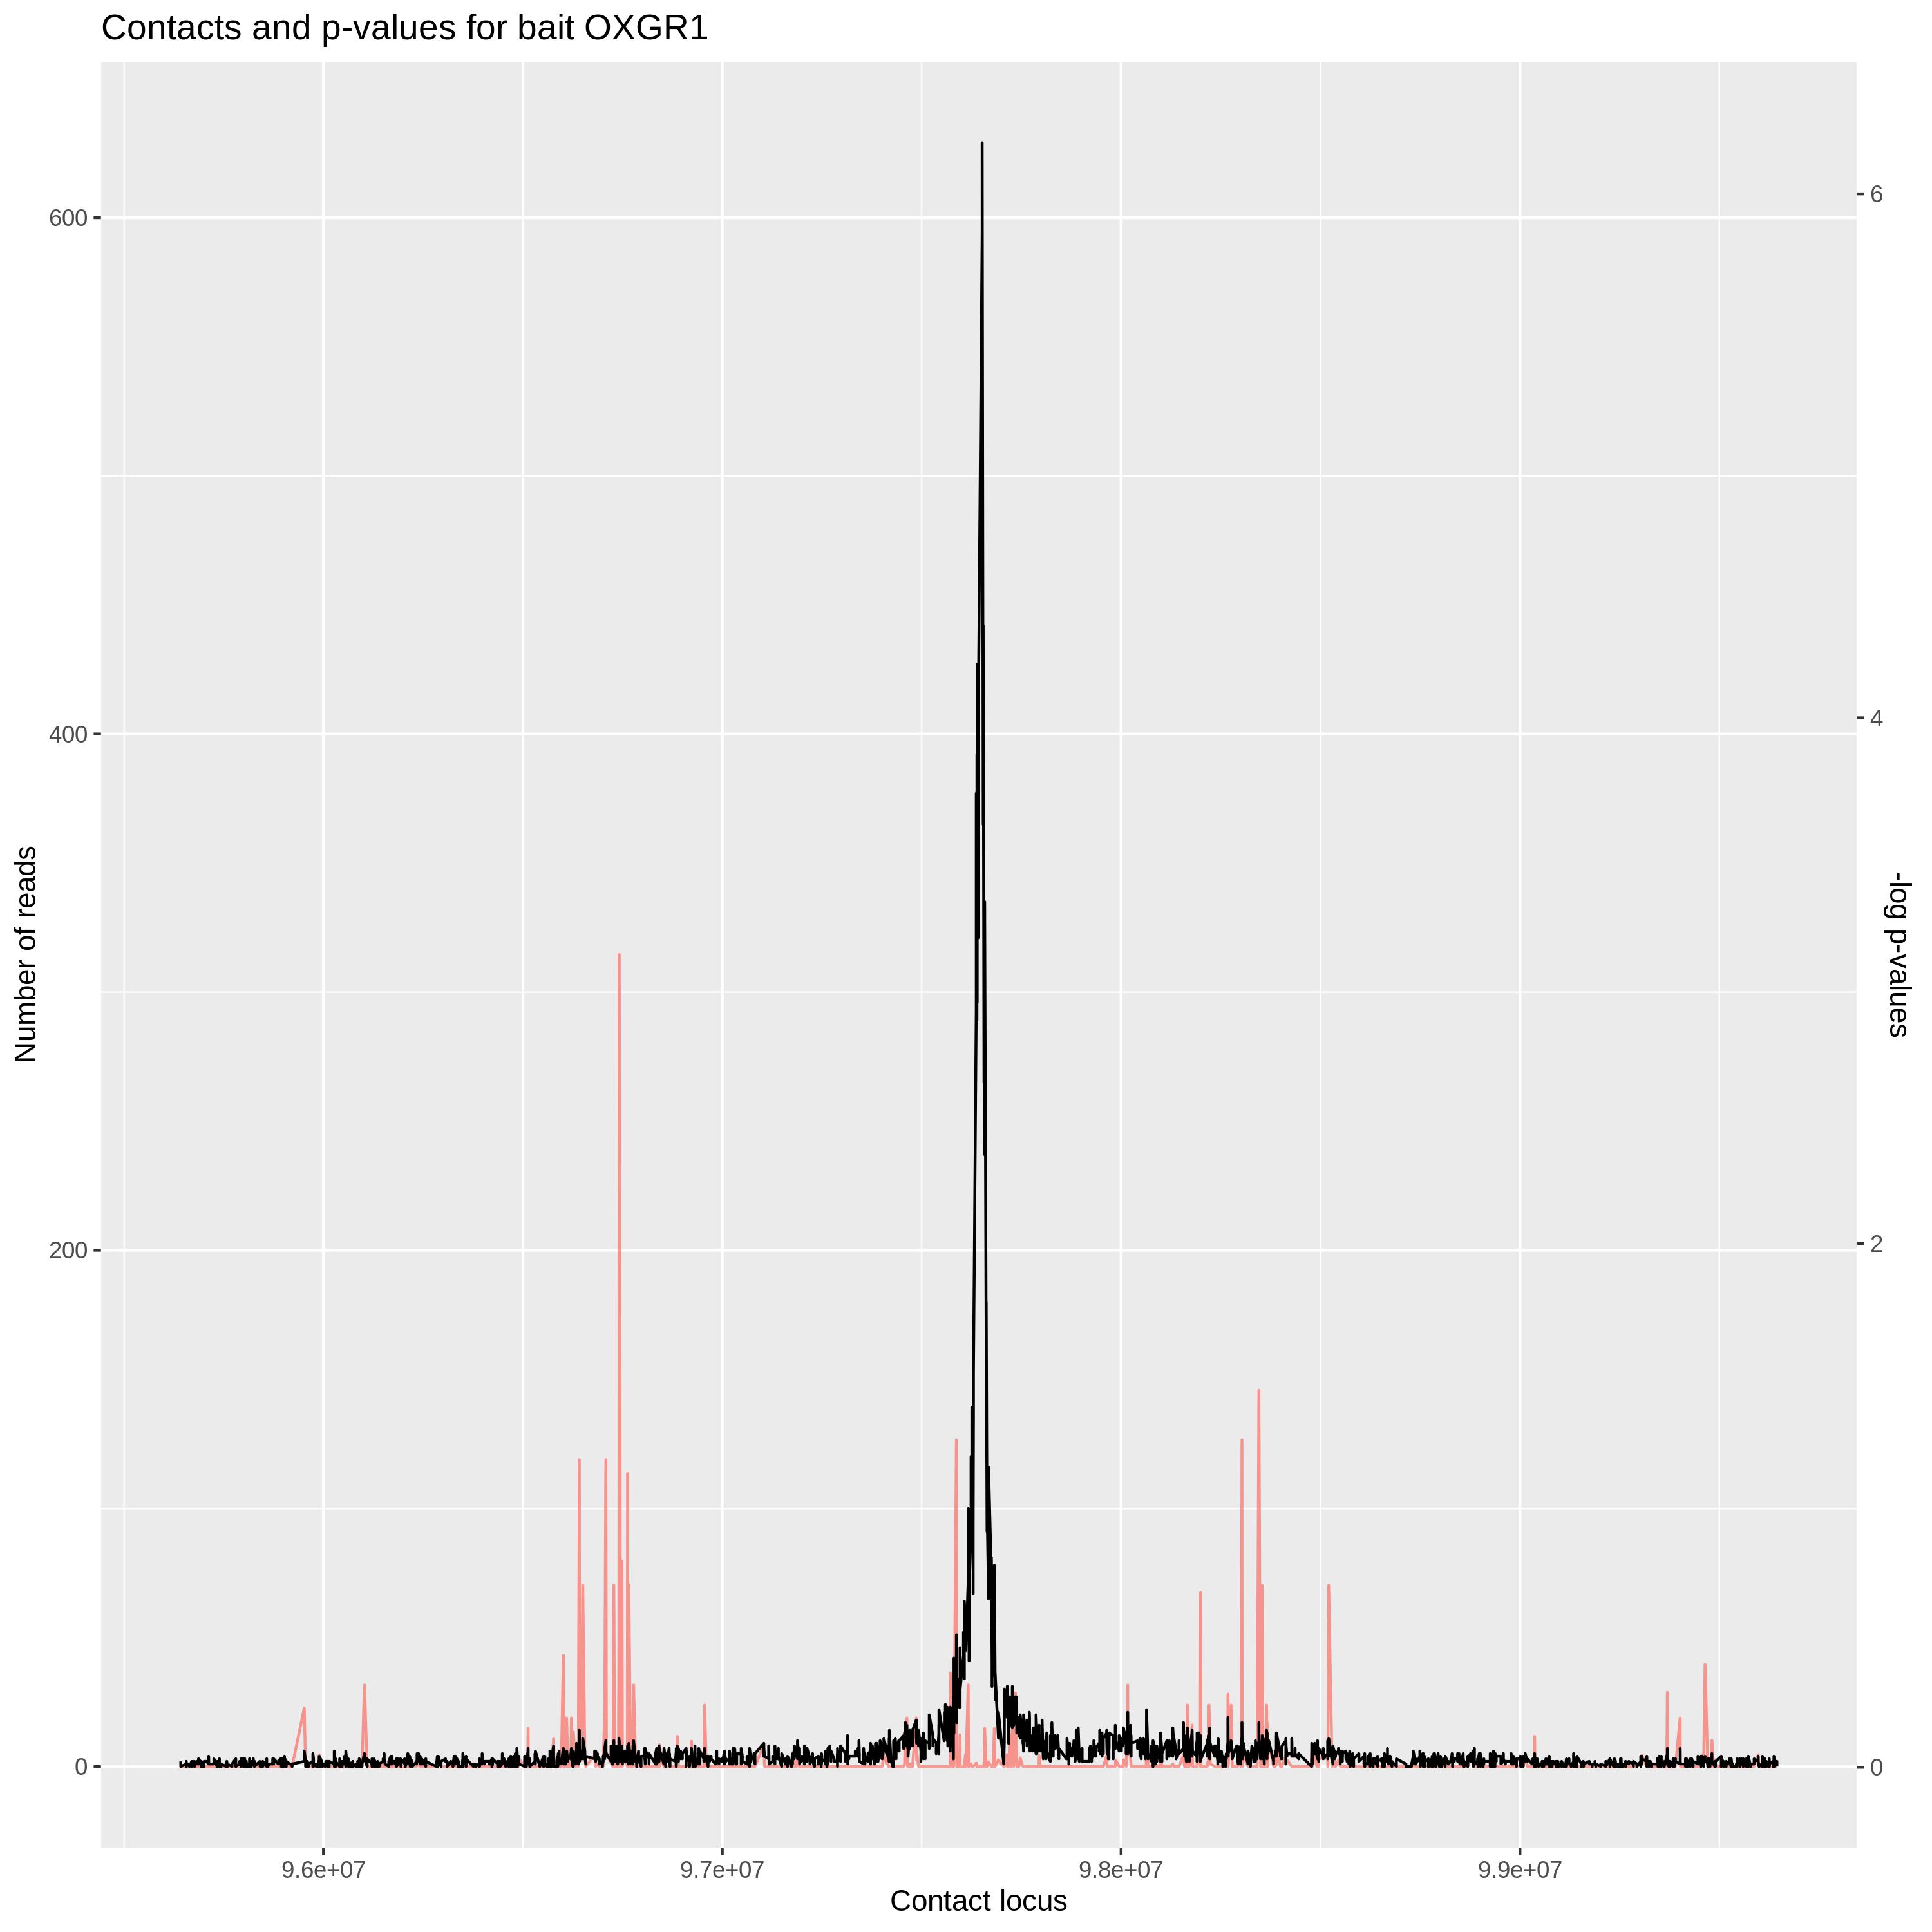 Contacts and p-values for bait OXGR1
600
400
200
0
Number of reads
6
4
2
0
-log p-values
9.6e+07
9.7e+07
9.8e+07
9.9e+07
Contact locus